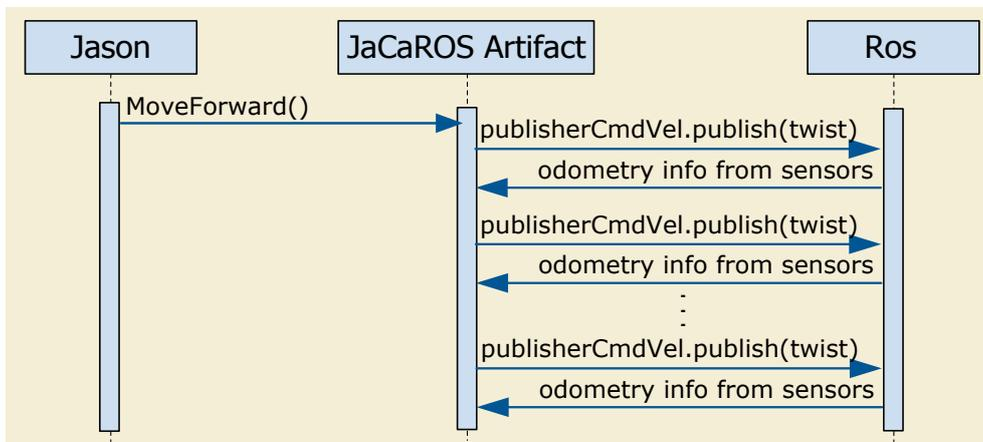 Jason
JaCaROS Artifact
Ros
MoveForward()
publisherCmdVel.publish(twist)
odometry info from sensors
publisherCmdVel.publish(twist)
odometry info from sensors
publisherCmdVel.publish(twist)
odometry info from sensors